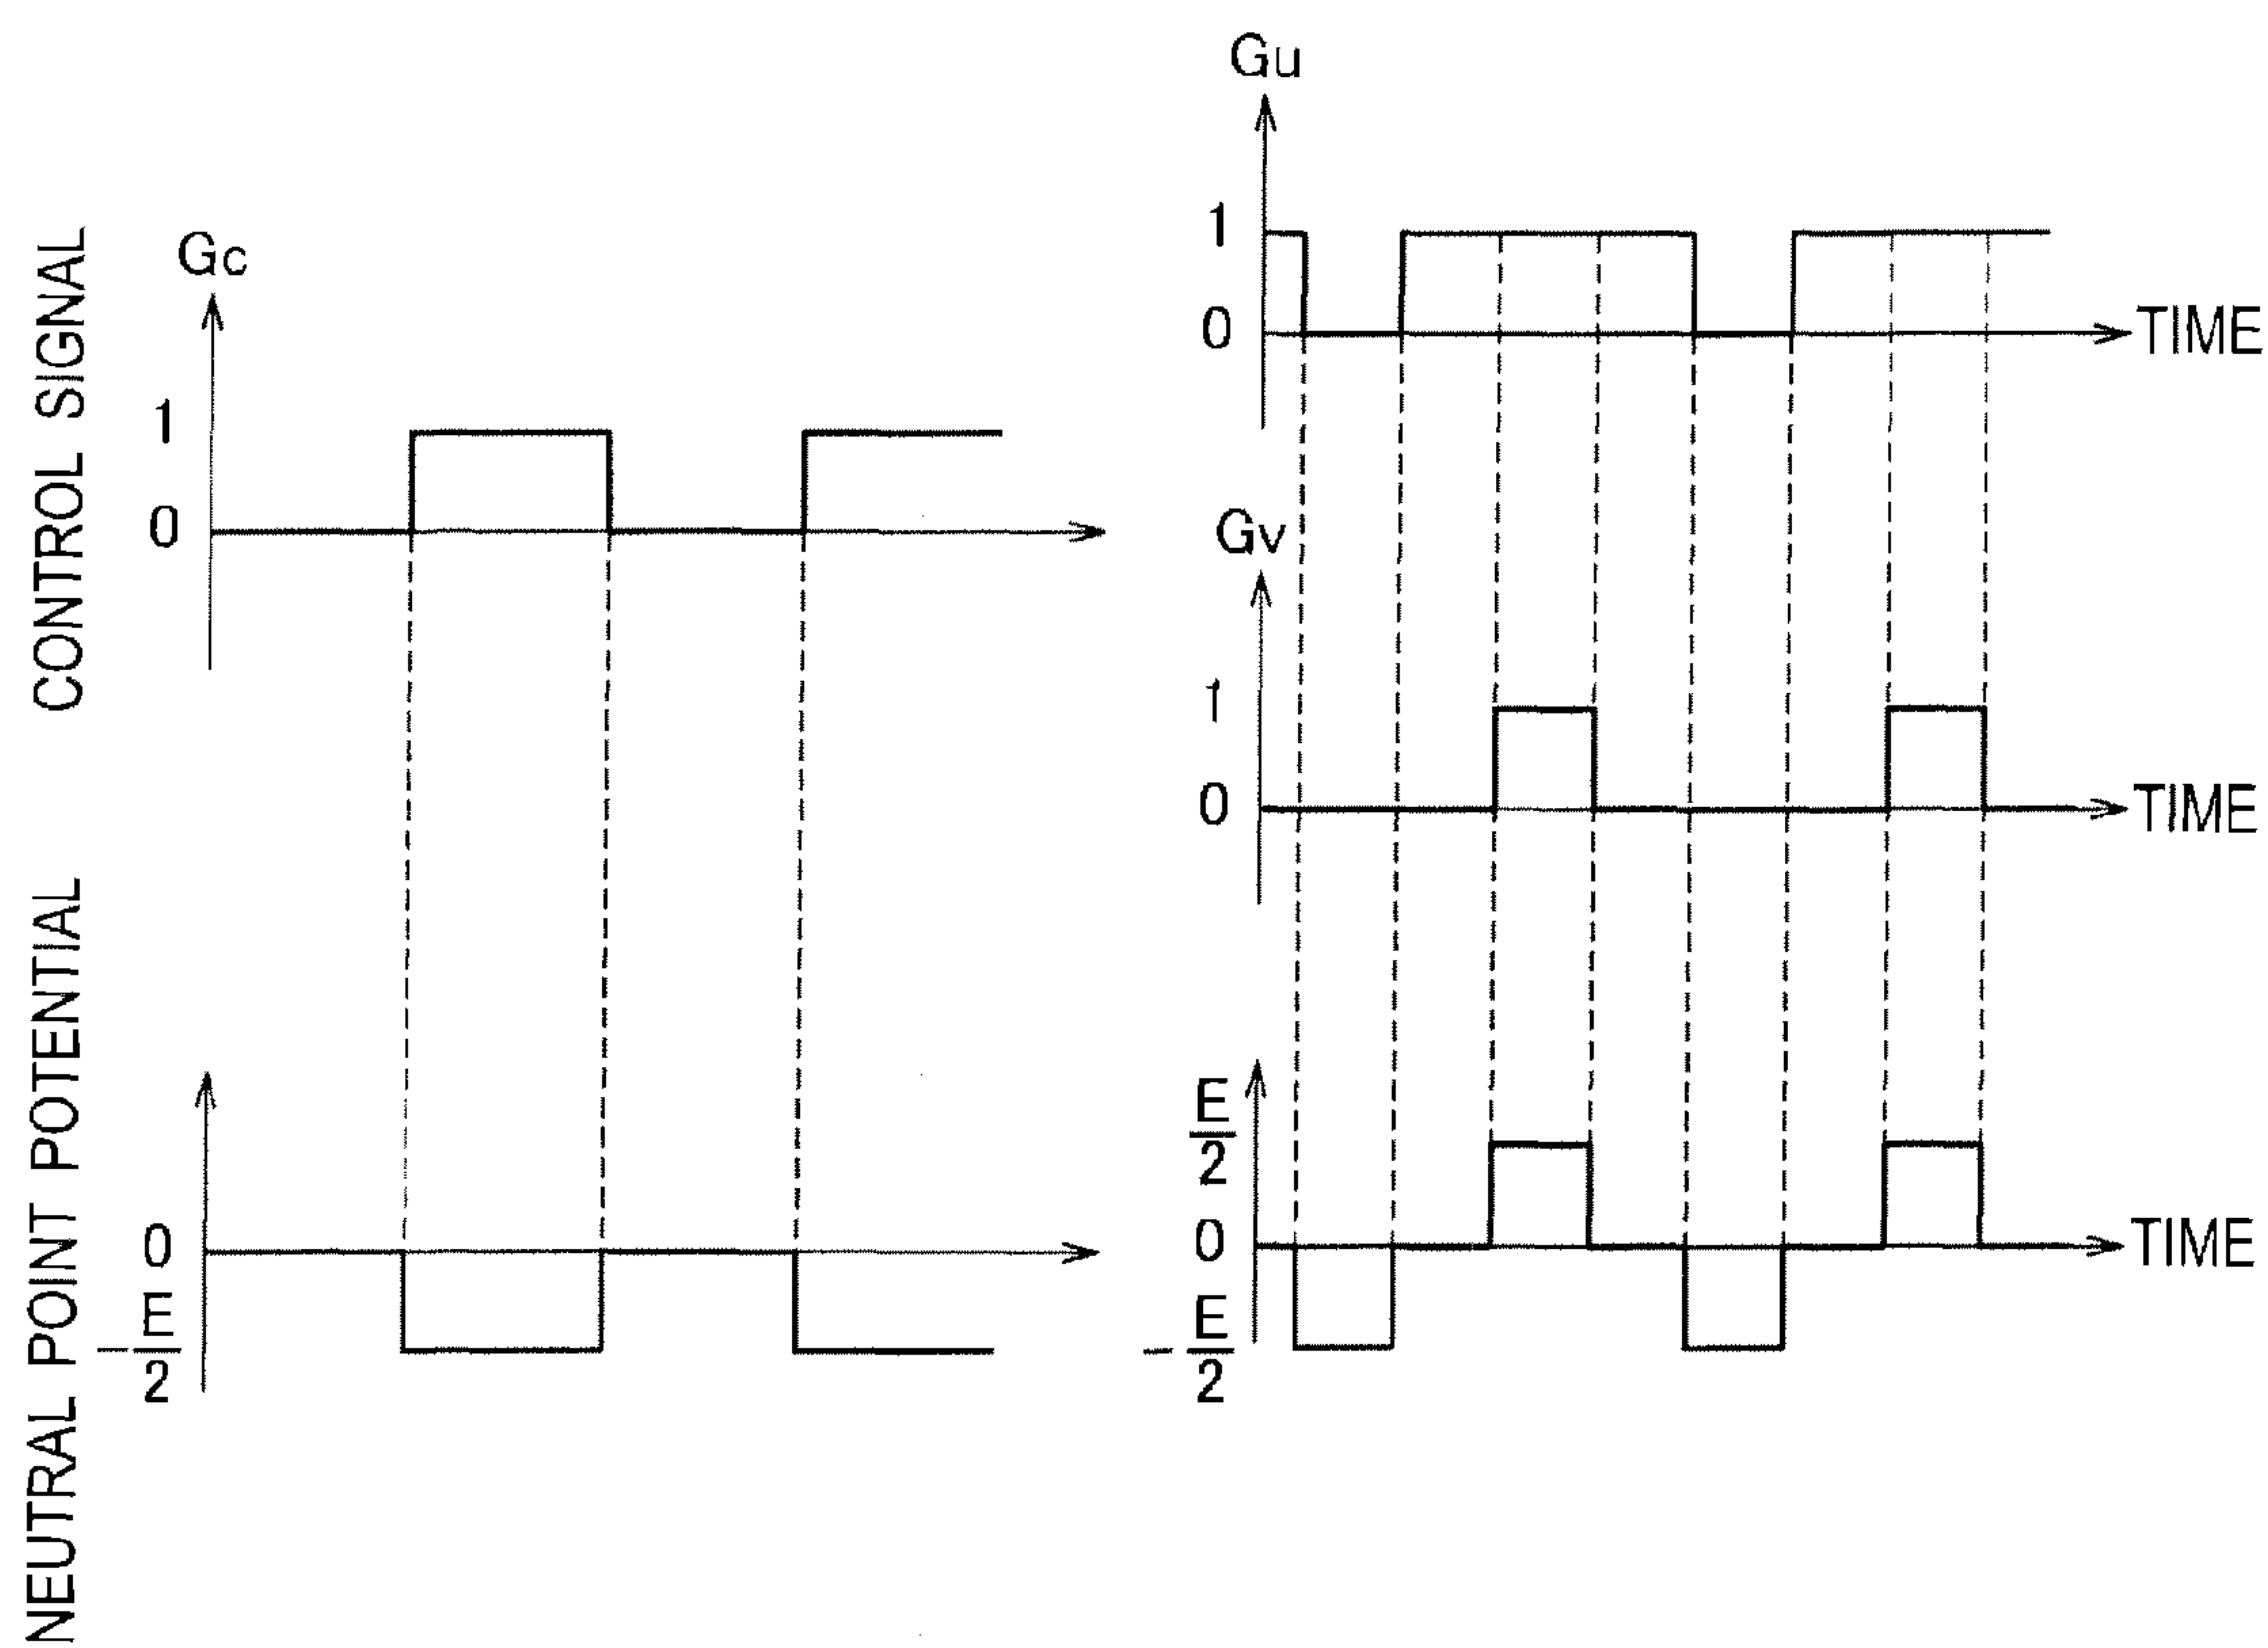 CONTROL SIGNAL
Gc
1
0
NEUTRAL POINT POTENTIAL
0
-E/2
Gu
1
0
TIME
Gv
1
0
TIME
E/2
0
TIME
-E/2